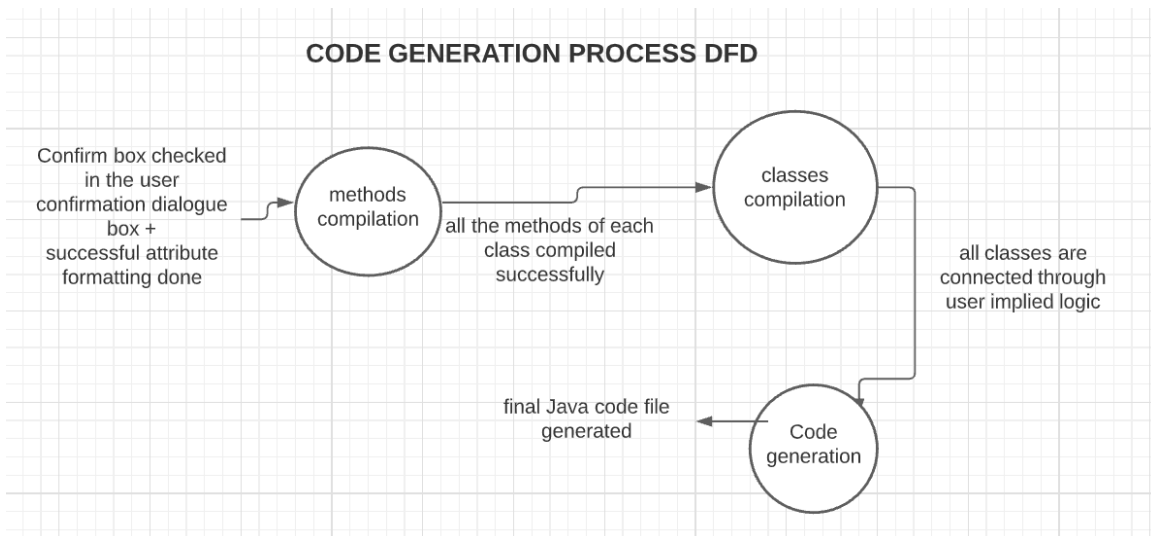 CODE GENERATION PROCESS DFD
Confirm box checked
in the user
confirmation dialogue
box +
successful attribute
formatting done
methods
compilation
all the methods of each
class compiled
successfully
classes
compilation
all classes are
connected through
user implied logic
Code
generation
final Java code file
generated